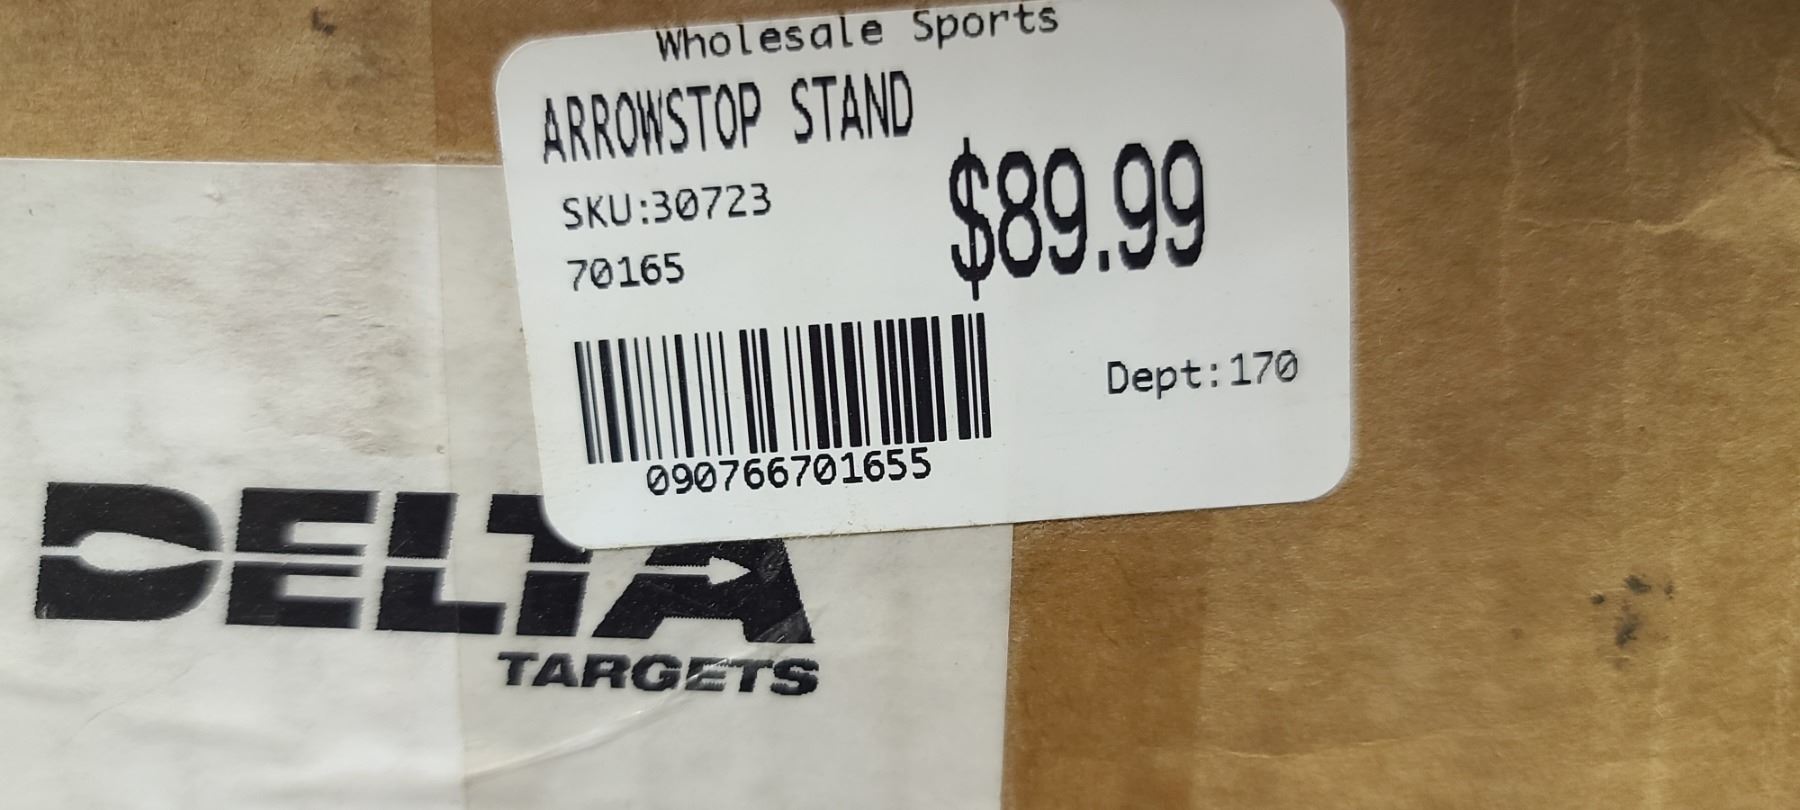 Wholesale Sports
ARROWSTOP STAND
SKU:30723
$89.99
70165
Dept:170
090766701655
DELTA
TARGETS